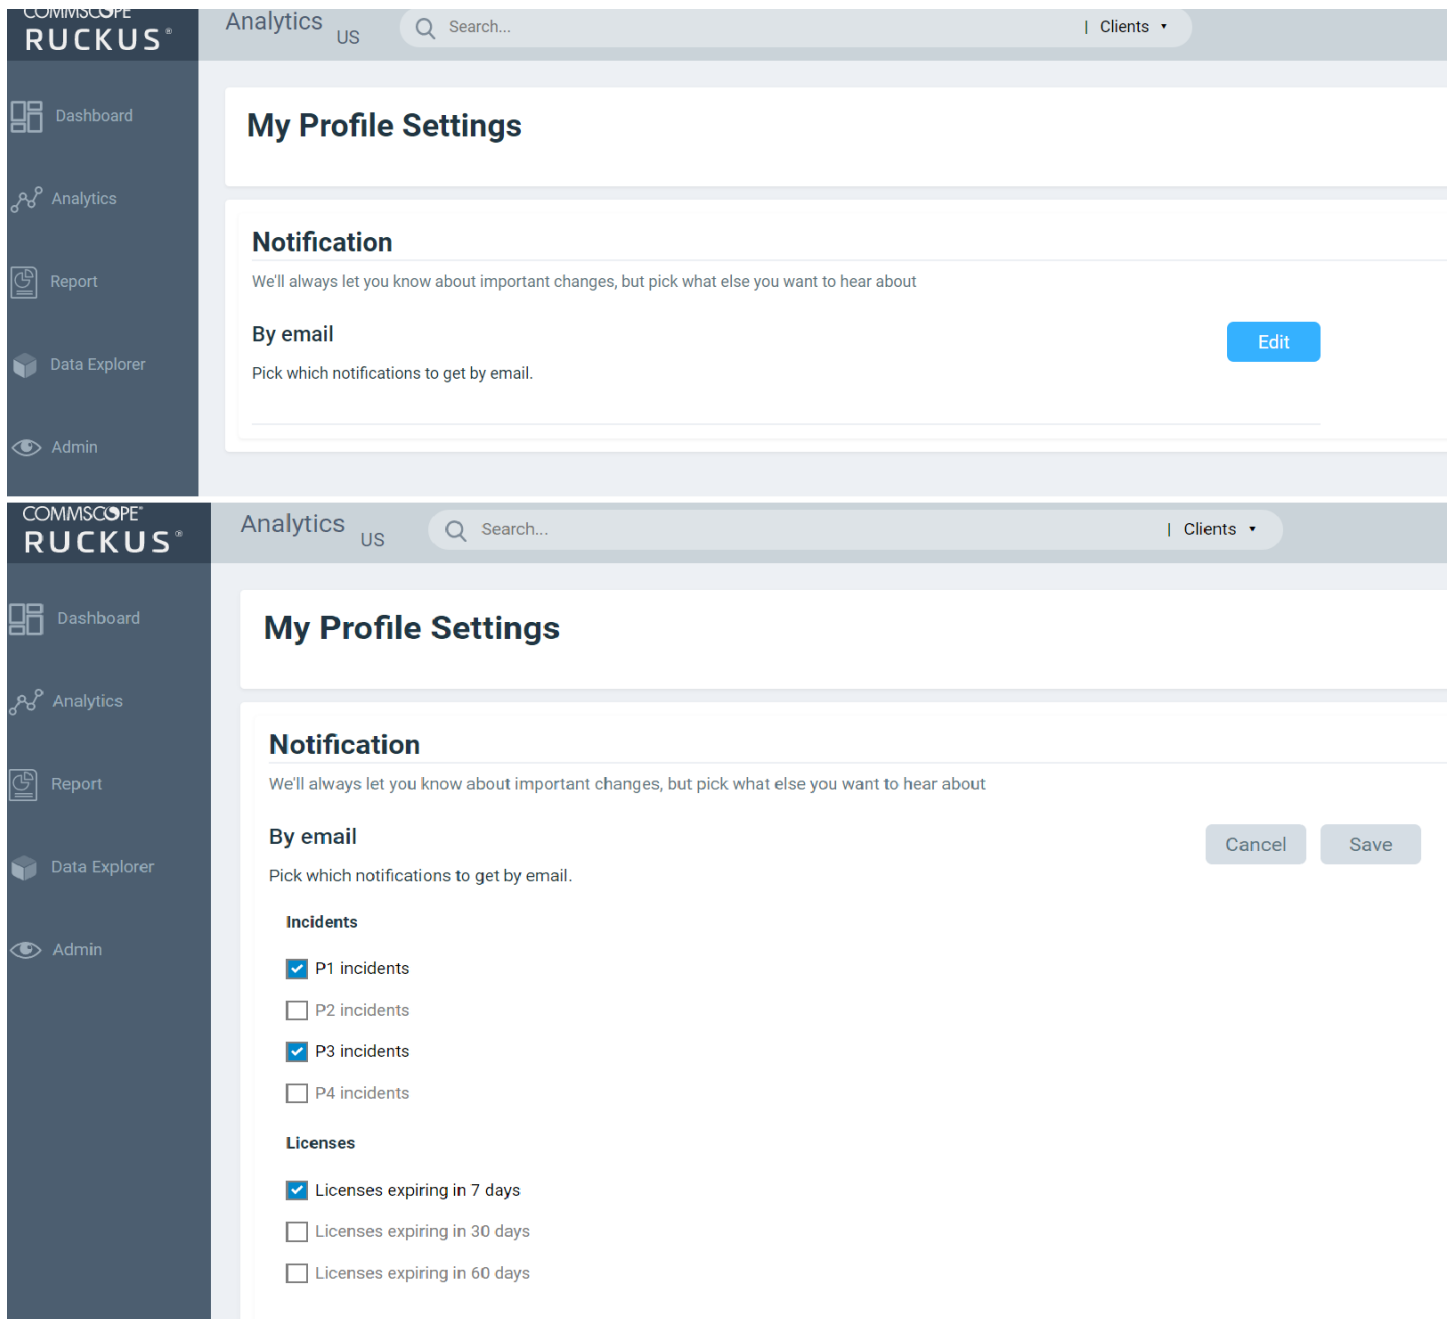 COMMSCOPE
RUCKUS®
Analytics US
Search...
| Clients
Dashboard
My Profile Settings
Analytics
Notification
We'll always let you know about important changes, but pick what else you want to hear about
Report
By email
Edit
Data Explorer
Pick which notifications to get by email.
Admin
COMMSCOPE™
RUCKUS®
Analytics US
Search...
| Clients
Dashboard
My Profile Settings
Analytics
Notification
We'll always let you know about important changes, but pick what else you want to hear about
Report
By email
Cancel
Save
Data Explorer
Pick which notifications to get by email.
Incidents
Admin
P1 incidents
P2 incidents
P3 incidents
P4 incidents
Licenses
Licenses expiring in 7 days
Licenses expiring in 30 days
Licenses expiring in 60 days